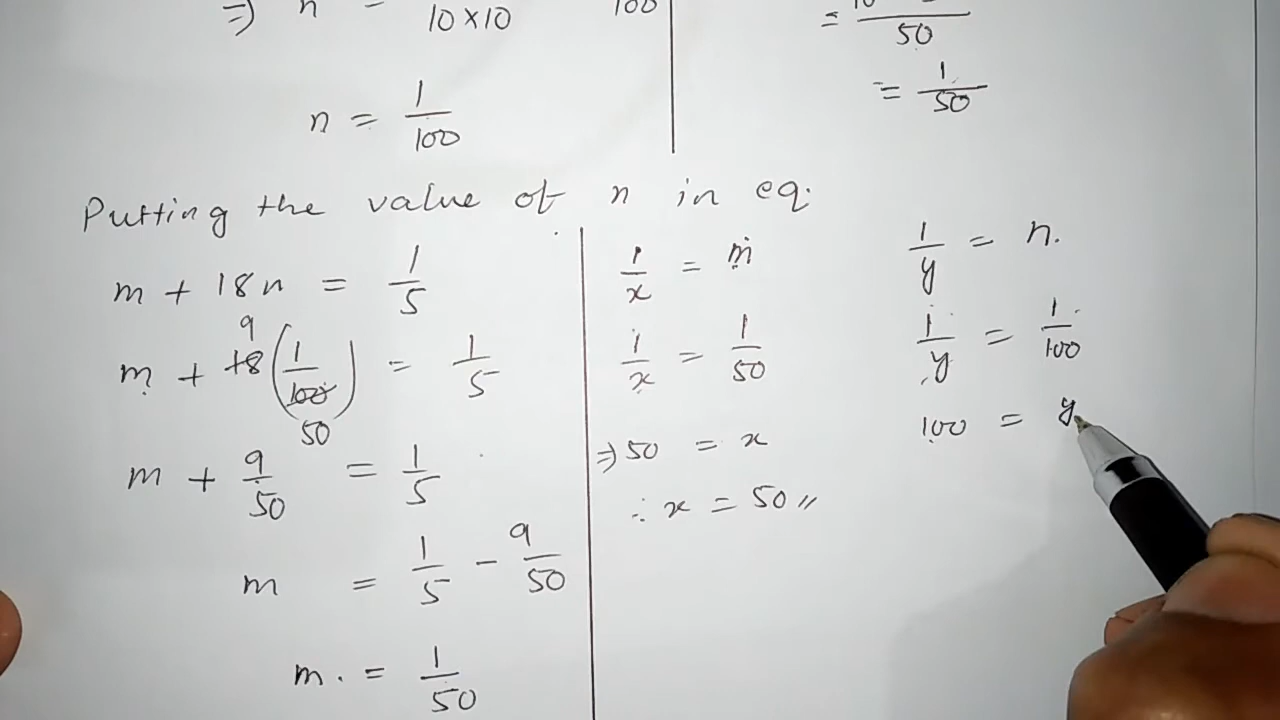 ⇒ n = / 10 × 10 100
n = 1/100
= / 50
= 1/50
Putting the value of n in eq.
m + 18n = 1/5
m + 18 (1/100) = 1/5
9 50
m + 9/50 = 1/5
m = 1/5 - 9/50
m. = 1/50
1/x = m
1/x = 1/50
⇒ 50 = x
∴ x = 50 //
1/y = n.
1/y = 1/100
100 = y